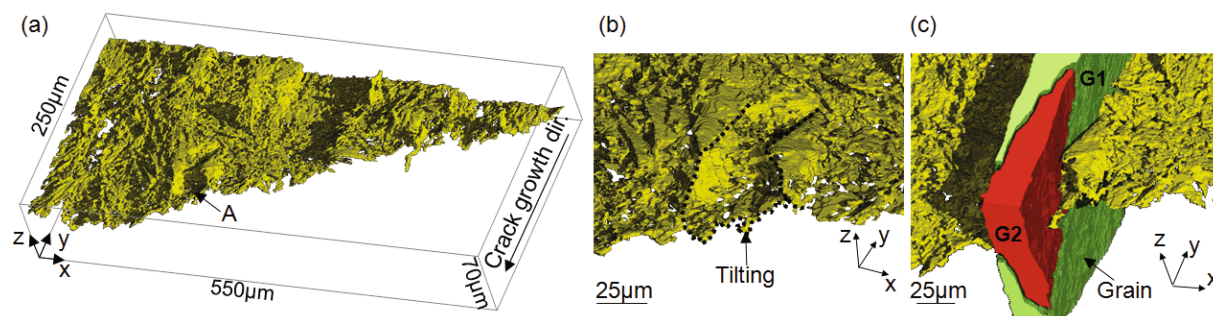 (a)
250µm
A
z
y
x
550µm
70µm
Crack growth dir.
(b)
Tilting
25µm
z
y
x
(c)
G1
G2
Grain
25µm
z
y
x